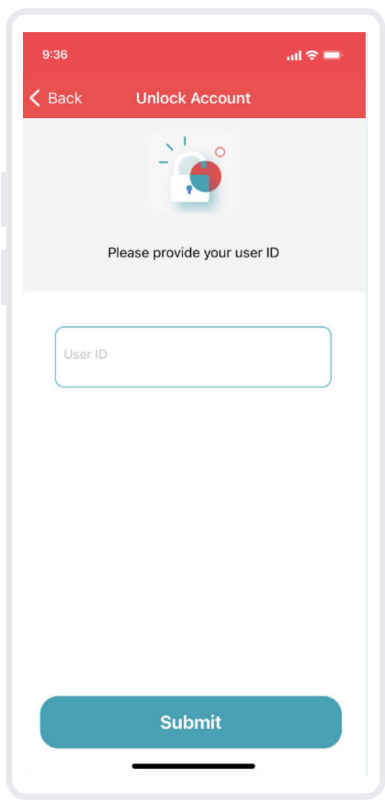 9:36
Back
Unlock Account
Please provide your user ID
User ID
Submit